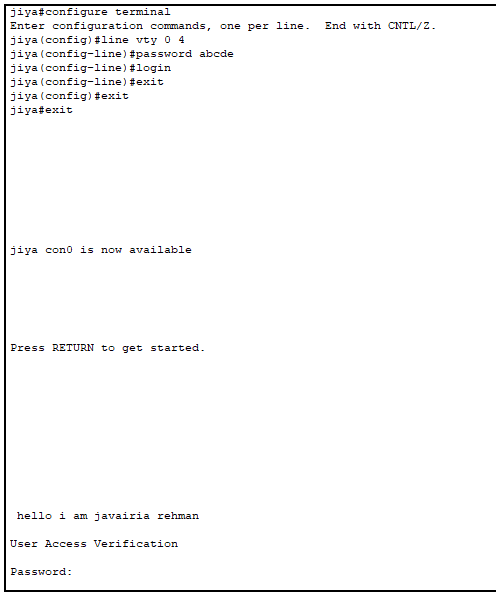 jiya#configure terminal
Enter configuration commands, one per line.  End with CNTL/Z.
jiya(config)#line vty 0 4
jiya(config-line)#password abcde
jiya(config-line)#login
jiya(config-line)#exit
jiya(config)#exit
jiya#exit
jiya con0 is now available
Press RETURN to get started.
hello i am javairia rehman
User Access Verification
Password: